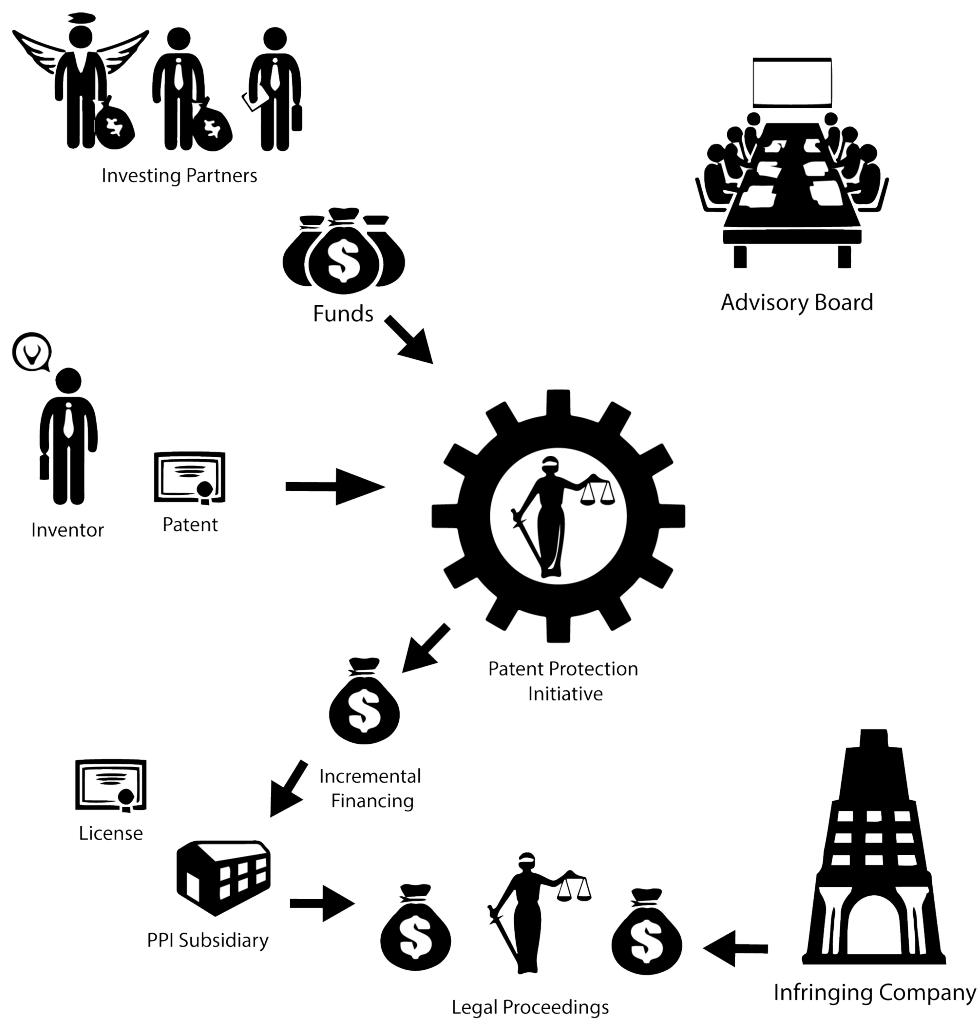 Investing Partners
Advisory Board
$
Funds
Inventor
Patent
Patent Protection
Initiative
$
Incremental
Financing
License
PPI Subsidiary
$
$
Legal Proceedings
Infringing Company